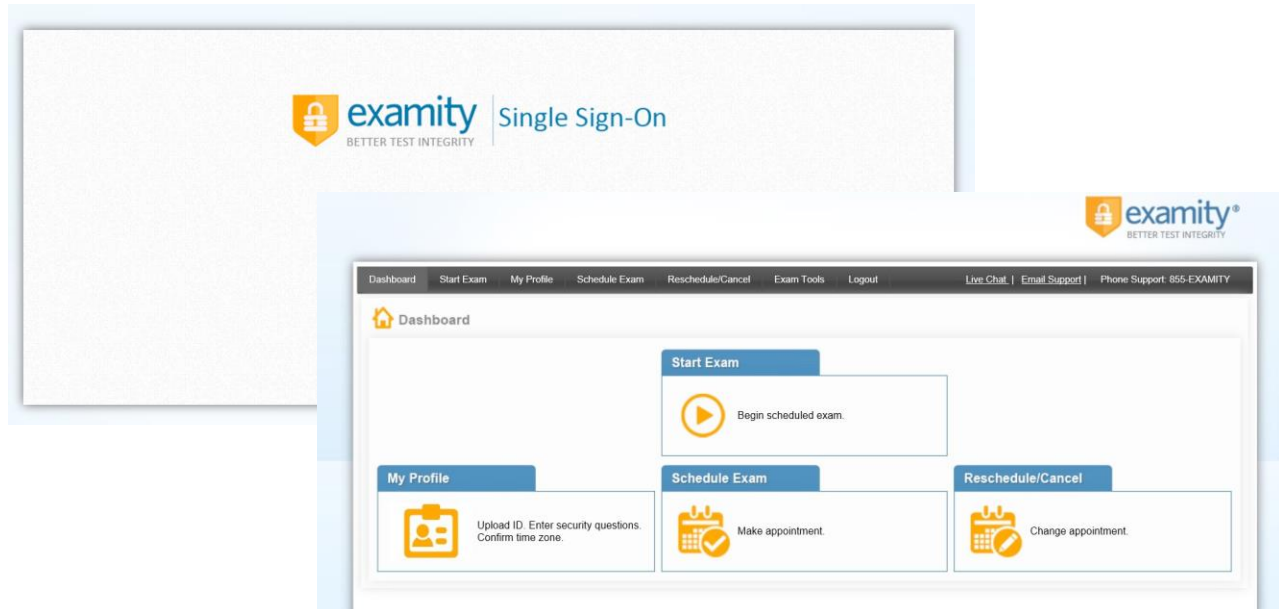 examity
BETTER TEST INTEGRITY
Single Sign-On
examity®
BETTER TEST INTEGRITY
Dashboard Start Exam My Profile Schedule Exam Reschedule/Cancel Exam Tools Logout Live Chat | Email Support | Phone Support: 855-EXAMITY
Dashboard
Start Exam
Begin scheduled exam.
My Profile
Upload ID. Enter security questions.
Confirm time zone.
Schedule Exam
Make appointment.
Reschedule/Cancel
Change appointment.